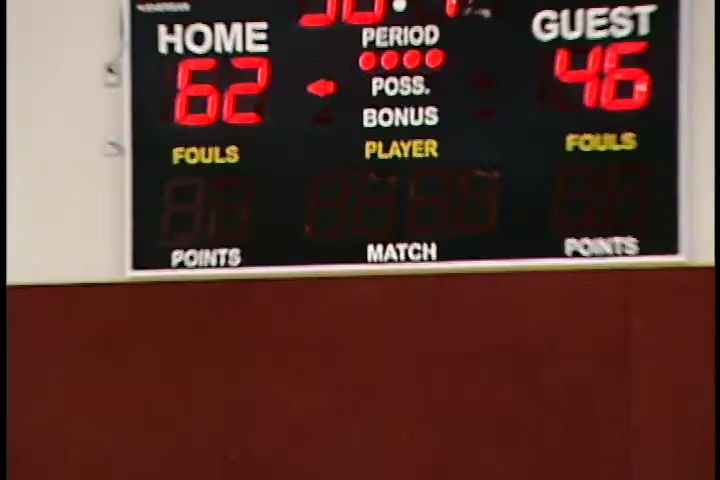 HOME PERIOD GUEST
62 POSS. 46
BONUS
FOULS PLAYER FOULS
POINTS MATCH POINTS